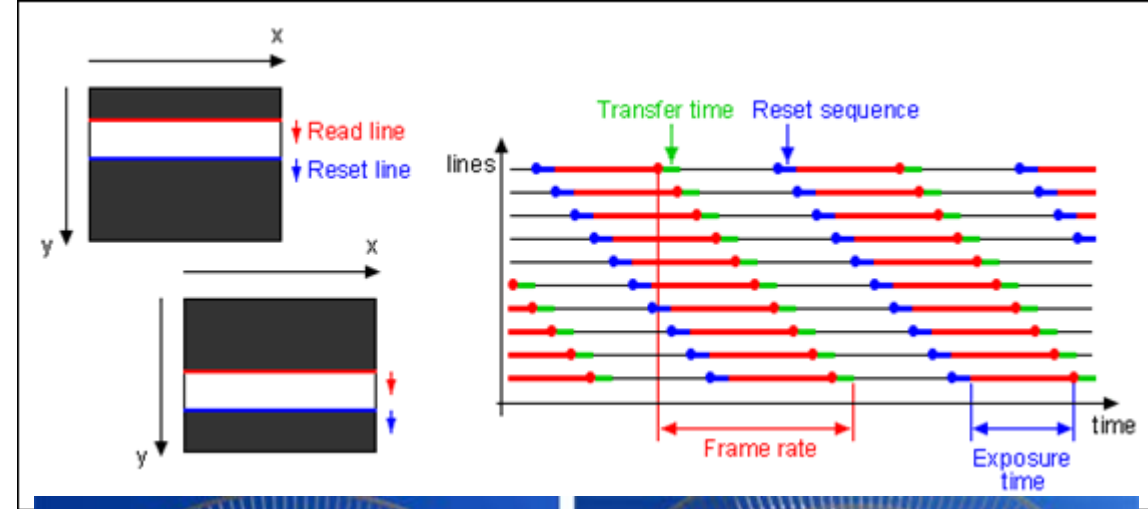 x
Read line
Reset line
y
x
y
Transfer time
Reset sequence
lines
time
Frame rate
Exposure
time